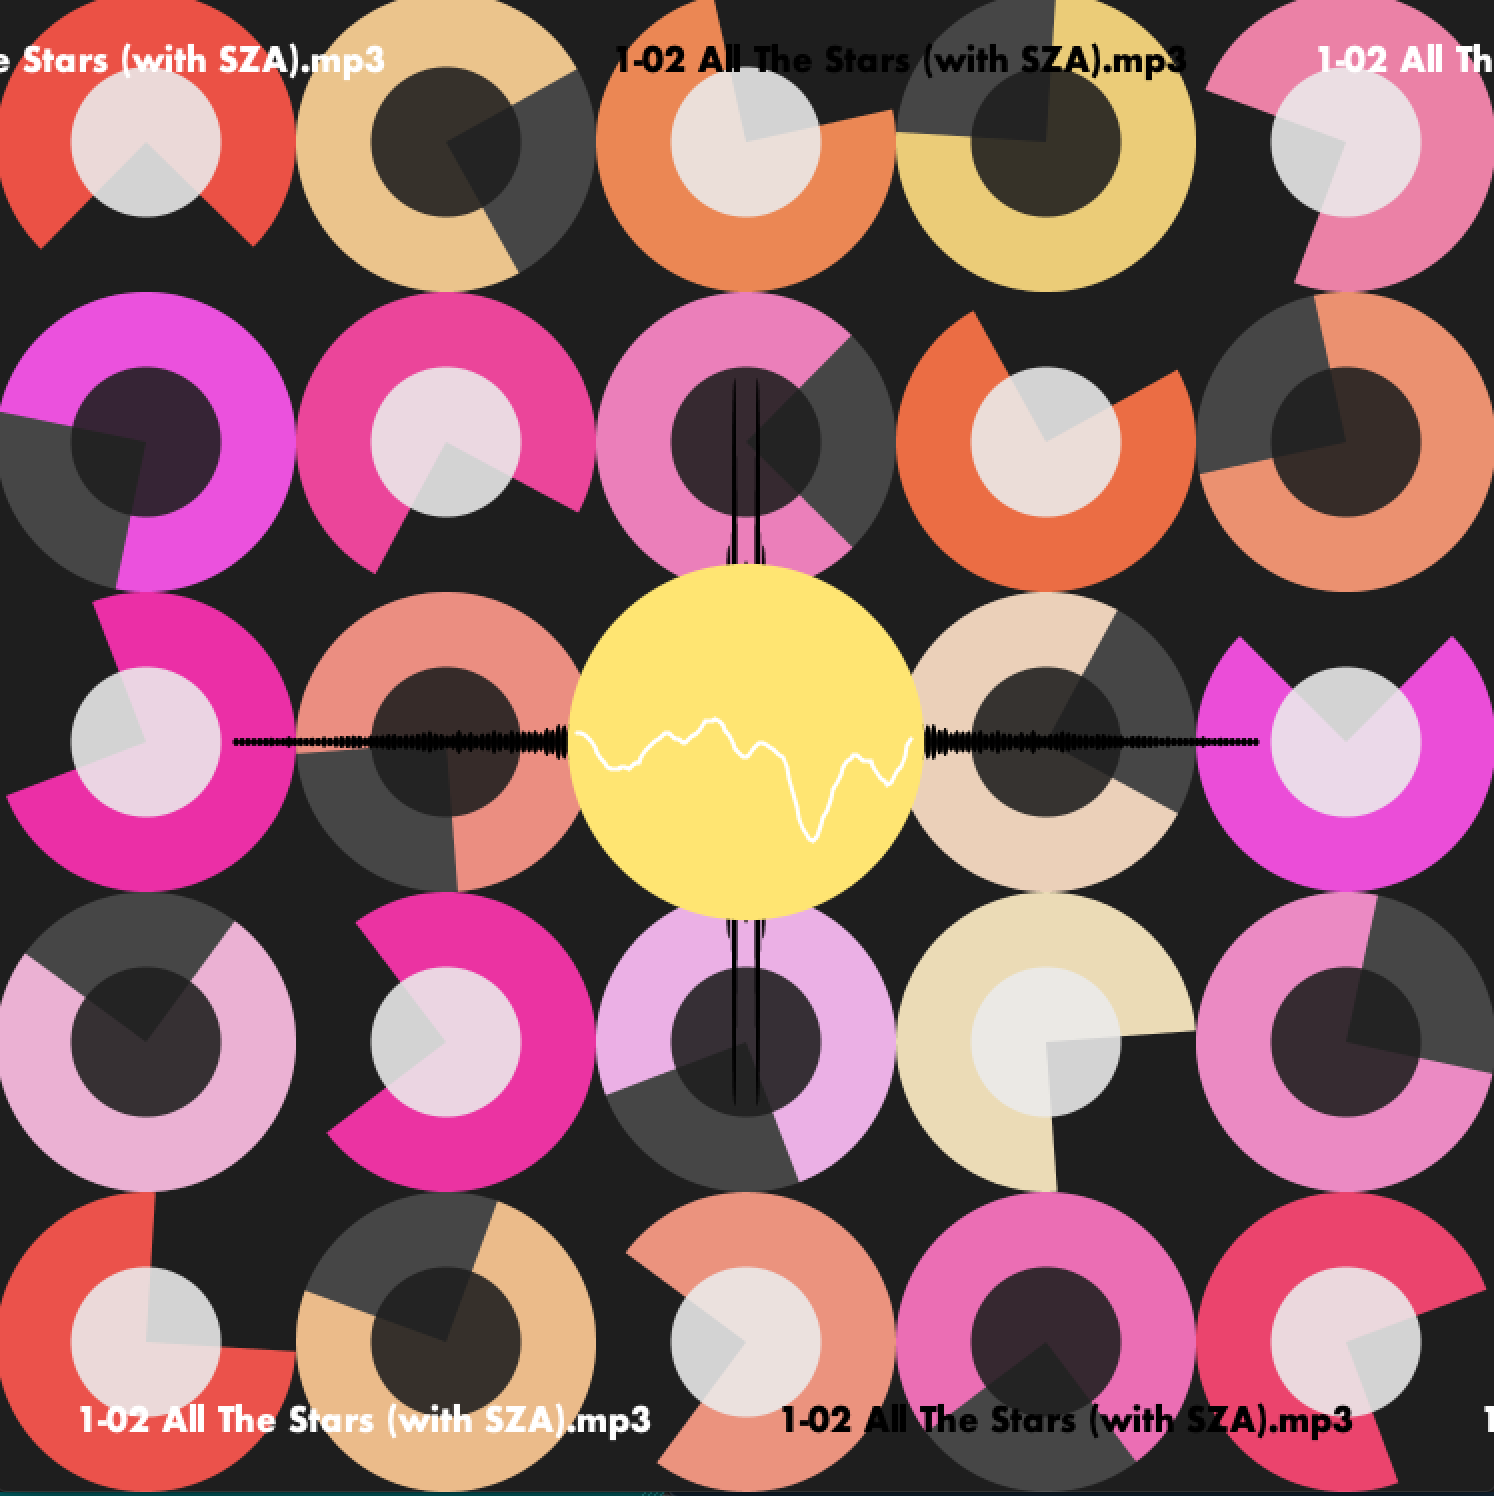 e Stars (with SZA).mp3 1-02 All The Stars (with SZA).mp3 1-02 All Th
1-02 All The Stars (with SZA).mp3 1-02 All The Stars (with SZA).mp3 1